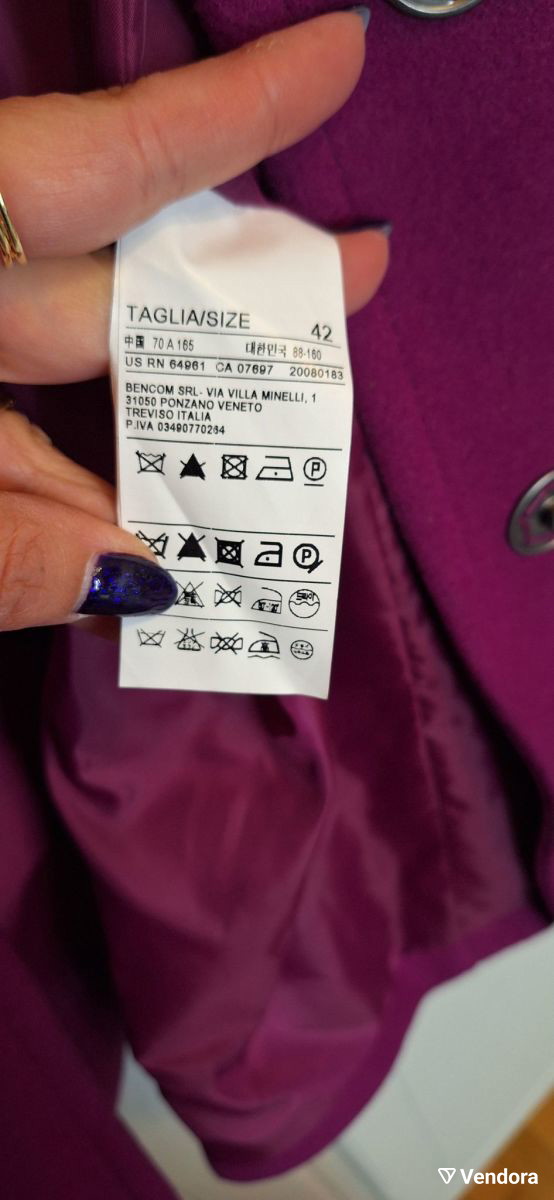 TAGLIA/SIZE 42
中国 70 A 165 대한민국 88-160
US RN 64961 CA 07697 20080183
BENCOM SRL- VIA VILLA MINELLI, 1
31050 PONZANO VENETO
TREVISO ITALIA
P.IVA 03490770264
P
P
Vendora